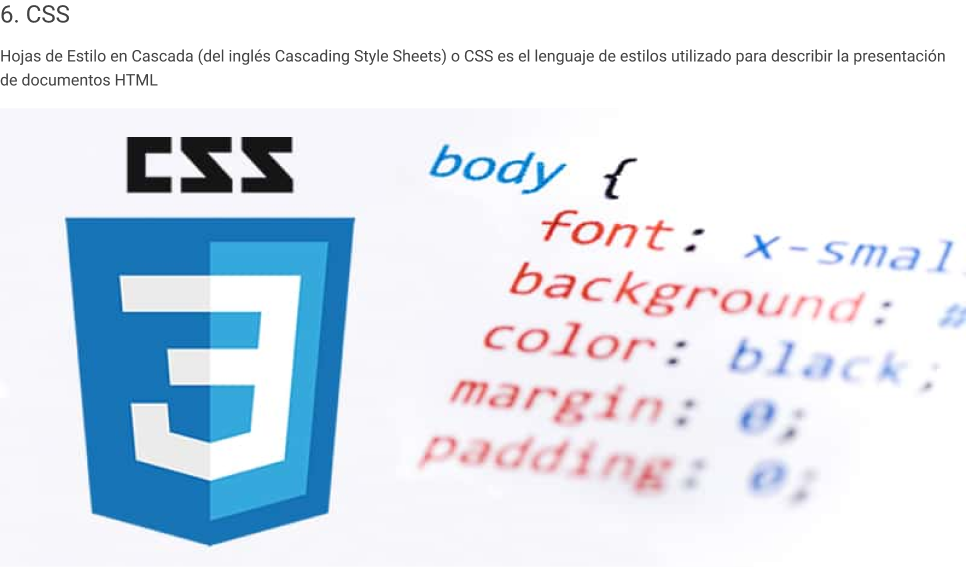 6. CSS
Hojas de Estilo en Cascada (del inglés Cascading Style Sheets) o CSS es el lenguaje de estilos utilizado para describir la presentación
de documentos HTML
CSS
3
body {
font: x-smal
background: #
color: black;
margin: 0;
padding: 0;